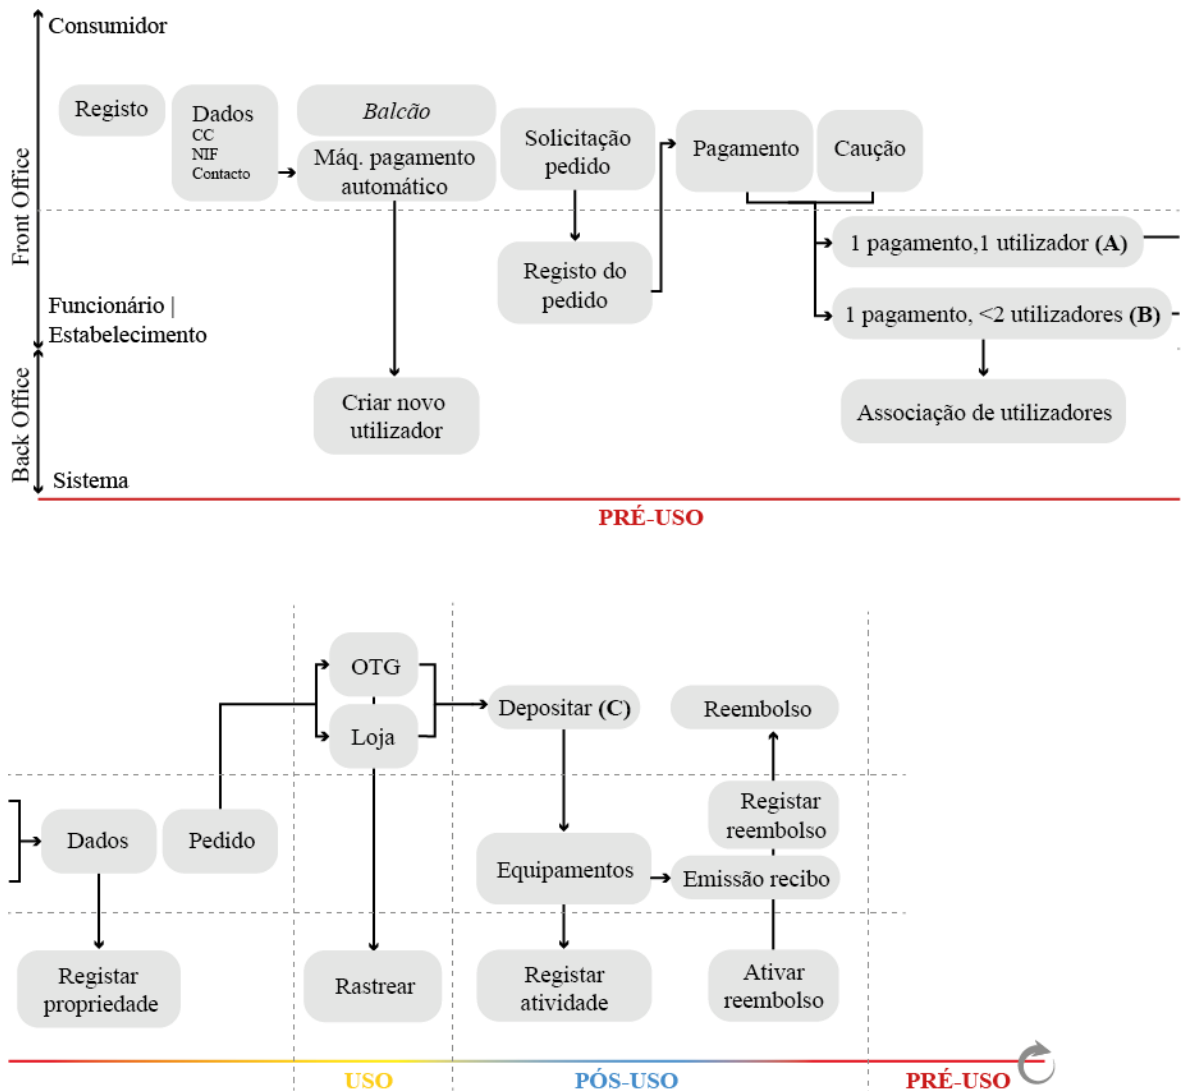 Consumidor
Registo
Dados
CC
NIF
Contacto
Balcão
Máq. pagamento
automático
Solicitação
pedido
Pagamento
Caução
Front Office
Registo do
pedido
1 pagamento,1 utilizador (A)
1 pagamento, <2 utilizadores (B)
Funcionário |
Estabelecimento
Back Office
Criar novo
utilizador
Associação de utilizadores
Sistema
PRÉ-USO
OTG
Loja
Depositar (C)
Reembolso
Dados
Pedido
Registar
reembolso
Equipamentos
Emissão recibo
Registar
propriedade
Rastrear
Registar
atividade
Ativar
reembolso
USO
PÓS-USO
PRÉ-USO